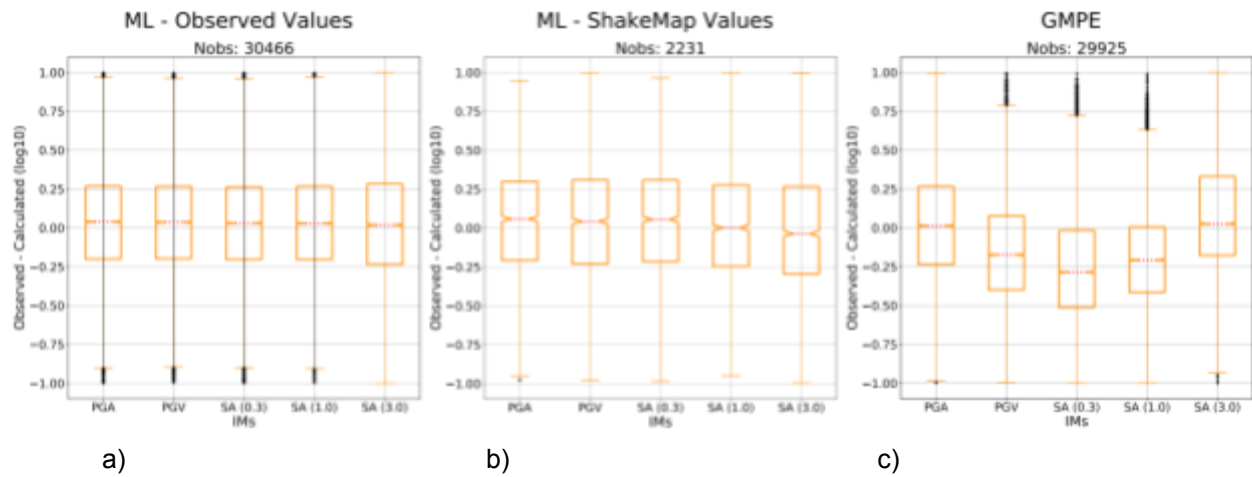 ML - Observed Values
Nobs: 30466
Observed - Calculated (log10)
1.00
0.75
0.50
0.25
0.00
−0.25
−0.50
−0.75
−1.00
PGA PGV SA (0.3) SA (1.0) SA (3.0)
IMs
a)
ML - ShakeMap Values
Nobs: 2231
Observed - Calculated (log10)
1.00
0.75
0.50
0.25
0.00
−0.25
−0.50
−0.75
−1.00
PGA PGV SA (0.3) SA (1.0) SA (3.0)
IMs
b)
GMPE
Nobs: 29925
Observed - Calculated (log10)
1.00
0.75
0.50
0.25
0.00
−0.25
−0.50
−0.75
−1.00
PGA PGV SA (0.3) SA (1.0) SA (3.0)
IMs
c)